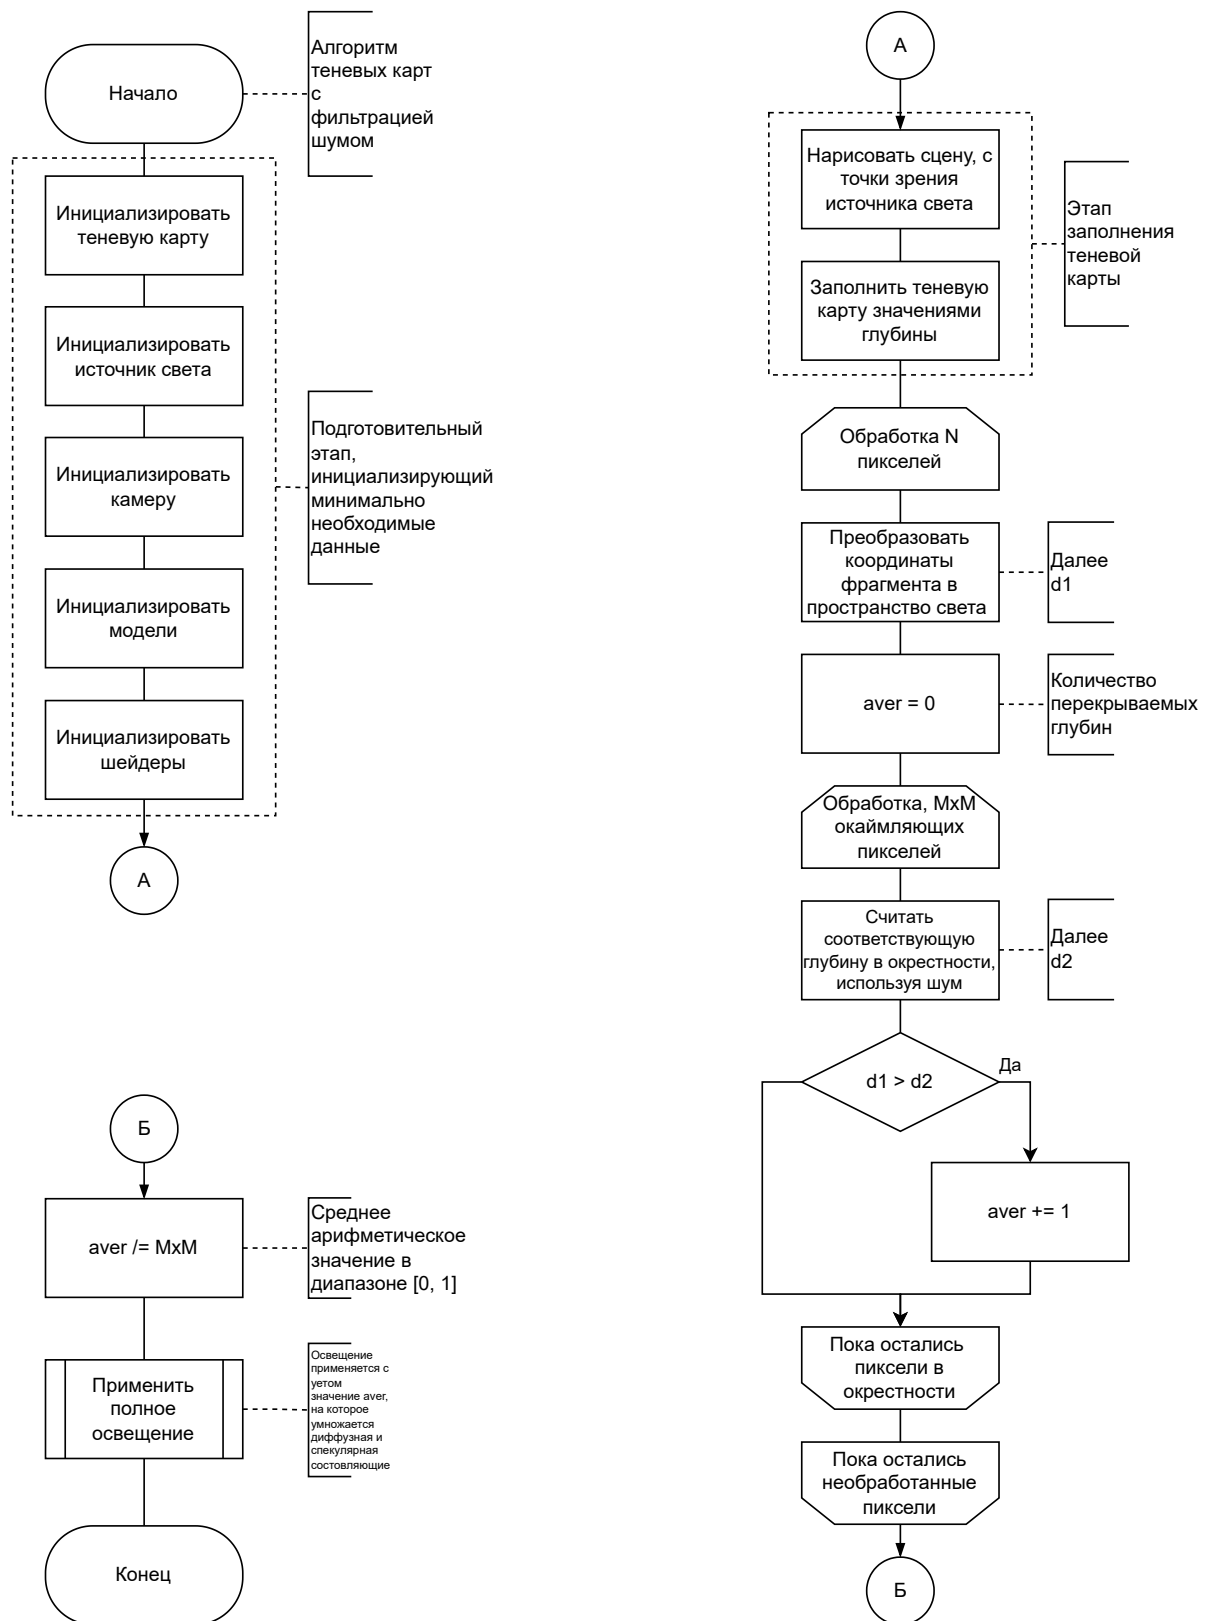 Начало
Алгоритм
теневых карт
с
фильтрацией
шумом
Инициализировать
теневую карту
Инициализировать
источник света
Инициализировать
камеру
Инициализировать
модели
Инициализировать
шейдеры
Подготовительный
этап,
инициализирующий
минимально
необходимые
данные
А
А
Нарисовать сцену, с
точки зрения
источника света
Заполнить теневую
карту значениями
глубины
Этап
заполнения
теневой
карты
Обработка N
пикселей
Преобразовать
координаты
фрагмента в
пространство света
Далее
d1
aver = 0
Количество
перекрываемых
глубин
Обработка, MxM
окаймляющих
пикселей
Считать
соответствующую
глубину в окрестности,
используя шум
Далее
d2
d1 > d2
Да
aver += 1
Пока остались
пиксели в
окрестности
Пока остались
необработанные
пиксели
Б
Б
aver /= MxM
Среднее
арифметическое
значение в
диапазоне [0, 1]
Применить
полное
освещение
Освещение
применяется с
уетом
значение aver,
на которое
умножается
диффузная и
спекулярная
состовляющие
Конец